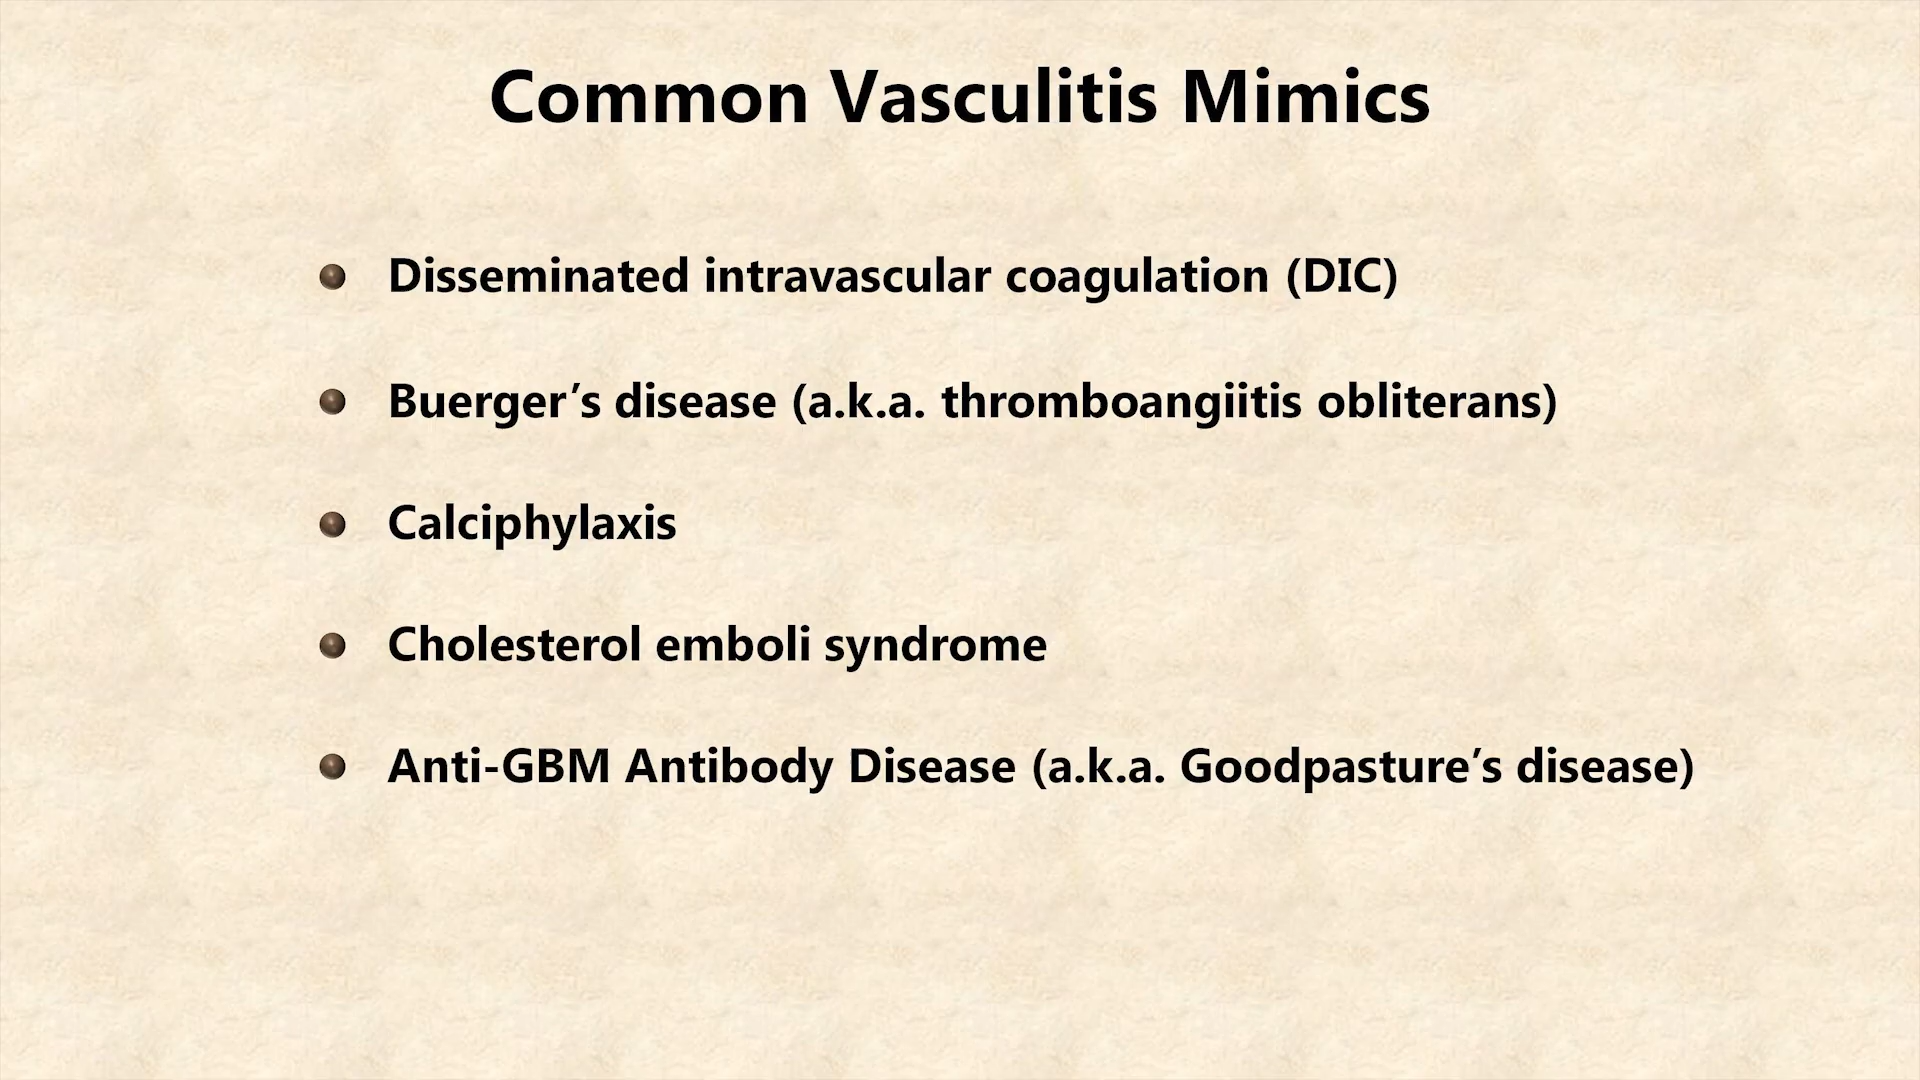 Common Vasculitis Mimics
Disseminated intravascular coagulation (DIC)
Buerger’s disease (a.k.a. thromboangiitis obliterans)
Calciphylaxis
Cholesterol emboli syndrome
Anti-GBM Antibody Disease (a.k.a. Goodpasture’s disease)